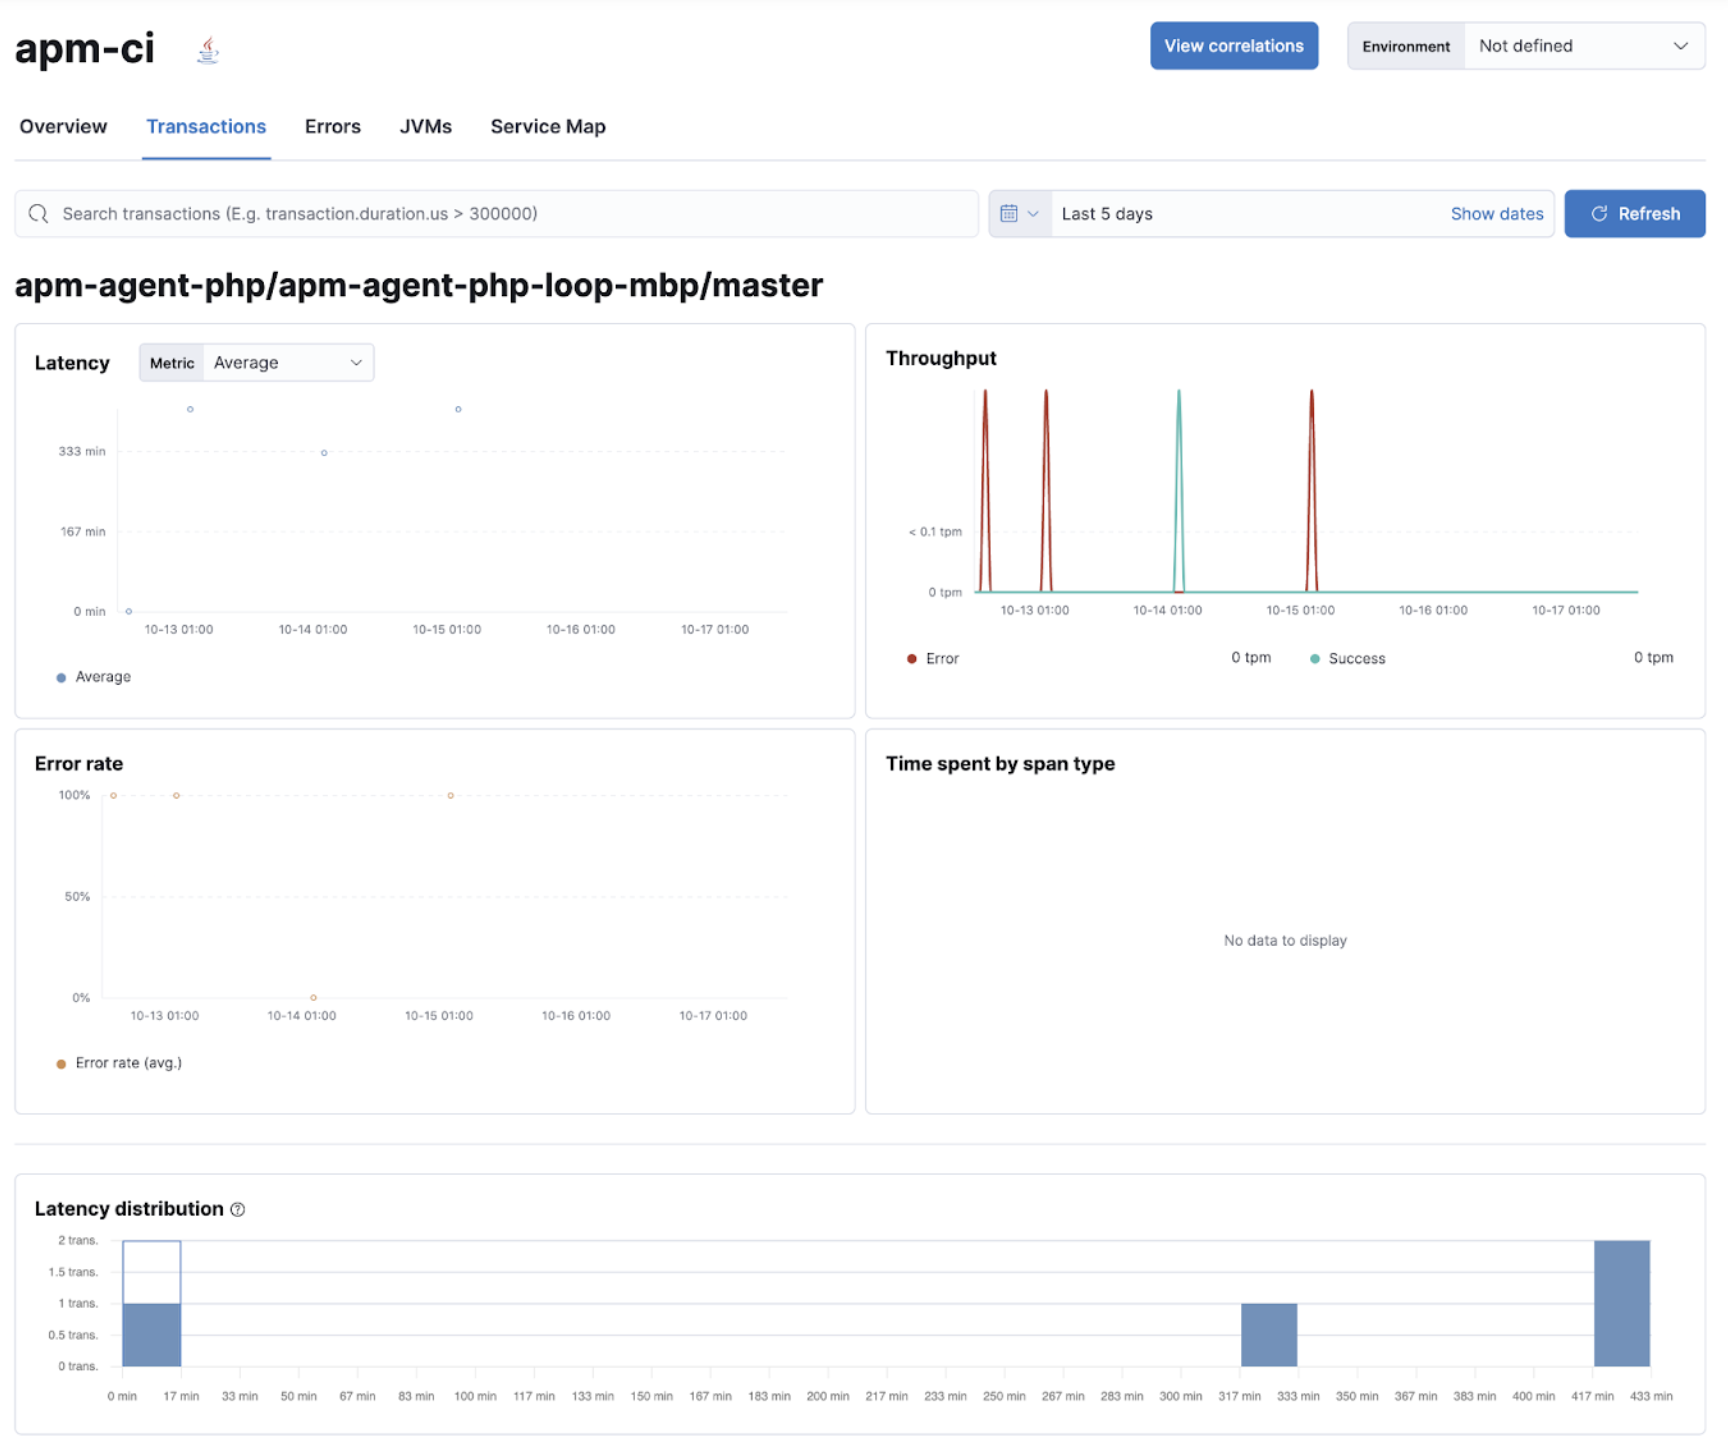 apm-ci
View correlations
Environment Not defined
Overview Transactions Errors JVMs Service Map
Search transactions (E.g. transaction.duration.us > 300000)
Last 5 days Show dates
Refresh
apm-agent-php/apm-agent-php-loop-mbp/master
Latency Metric Average
333 min
167 min
0 min
10-13 01:00 10-14 01:00 10-15 01:00 10-16 01:00 10-17 01:00
Average
Throughput
< 0.1 tpm
0 tpm
10-13 01:00 10-14 01:00 10-15 01:00 10-16 01:00 10-17 01:00
Error 0 tpm Success 0 tpm
Error rate
100%
50%
0%
10-13 01:00 10-14 01:00 10-15 01:00 10-16 01:00 10-17 01:00
Error rate (avg.)
Time spent by span type
No data to display
Latency distribution ?
2 trans.
1.5 trans.
1 trans.
0.5 trans.
0 trans.
0 min 17 min 33 min 50 min 67 min 83 min 100 min 117 min 133 min 150 min 167 min 183 min 200 min 217 min 233 min 250 min 267 min 283 min 300 min 317 min 333 min 350 min 367 min 383 min 400 min 417 min 433 min